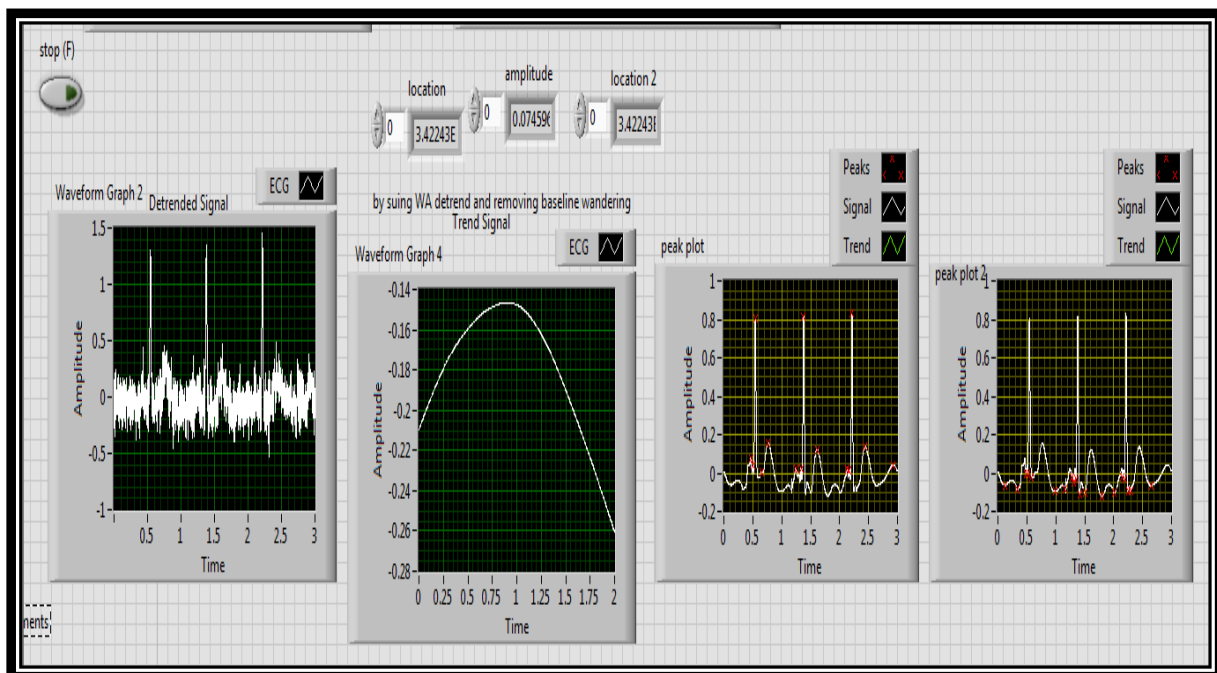 stop (F)
location
0
3.42243E
amplitude
0
0.07459
location 2
0
3.42243E
Waveform Graph 2
Detrended Signal
ECG
Amplitude
1.5
1
0.5
0
-0.5
-1
0.5 1 1.5 2 2.5 3
Time
by suing WA detrend and removing baseline wandering
Trend Signal
Waveform Graph 4
ECG
Amplitude
-0.14
-0.16
-0.18
-0.2
-0.22
-0.24
-0.26
-0.28
0 0.25 0.5 0.75 1 1.25 1.5 1.75 2
Time
peak plot
Peaks
Signal
Trend
Amplitude
1
0.8
0.6
0.4
0.2
0
-0.2
0 0.5 1 1.5 2 2.5 3
Time
peak plot 2
Peaks
Signal
Trend
Amplitude
1
0.8
0.6
0.4
0.2
0
-0.2
0 0.5 1 1.5 2 2.5 3
Time
ments